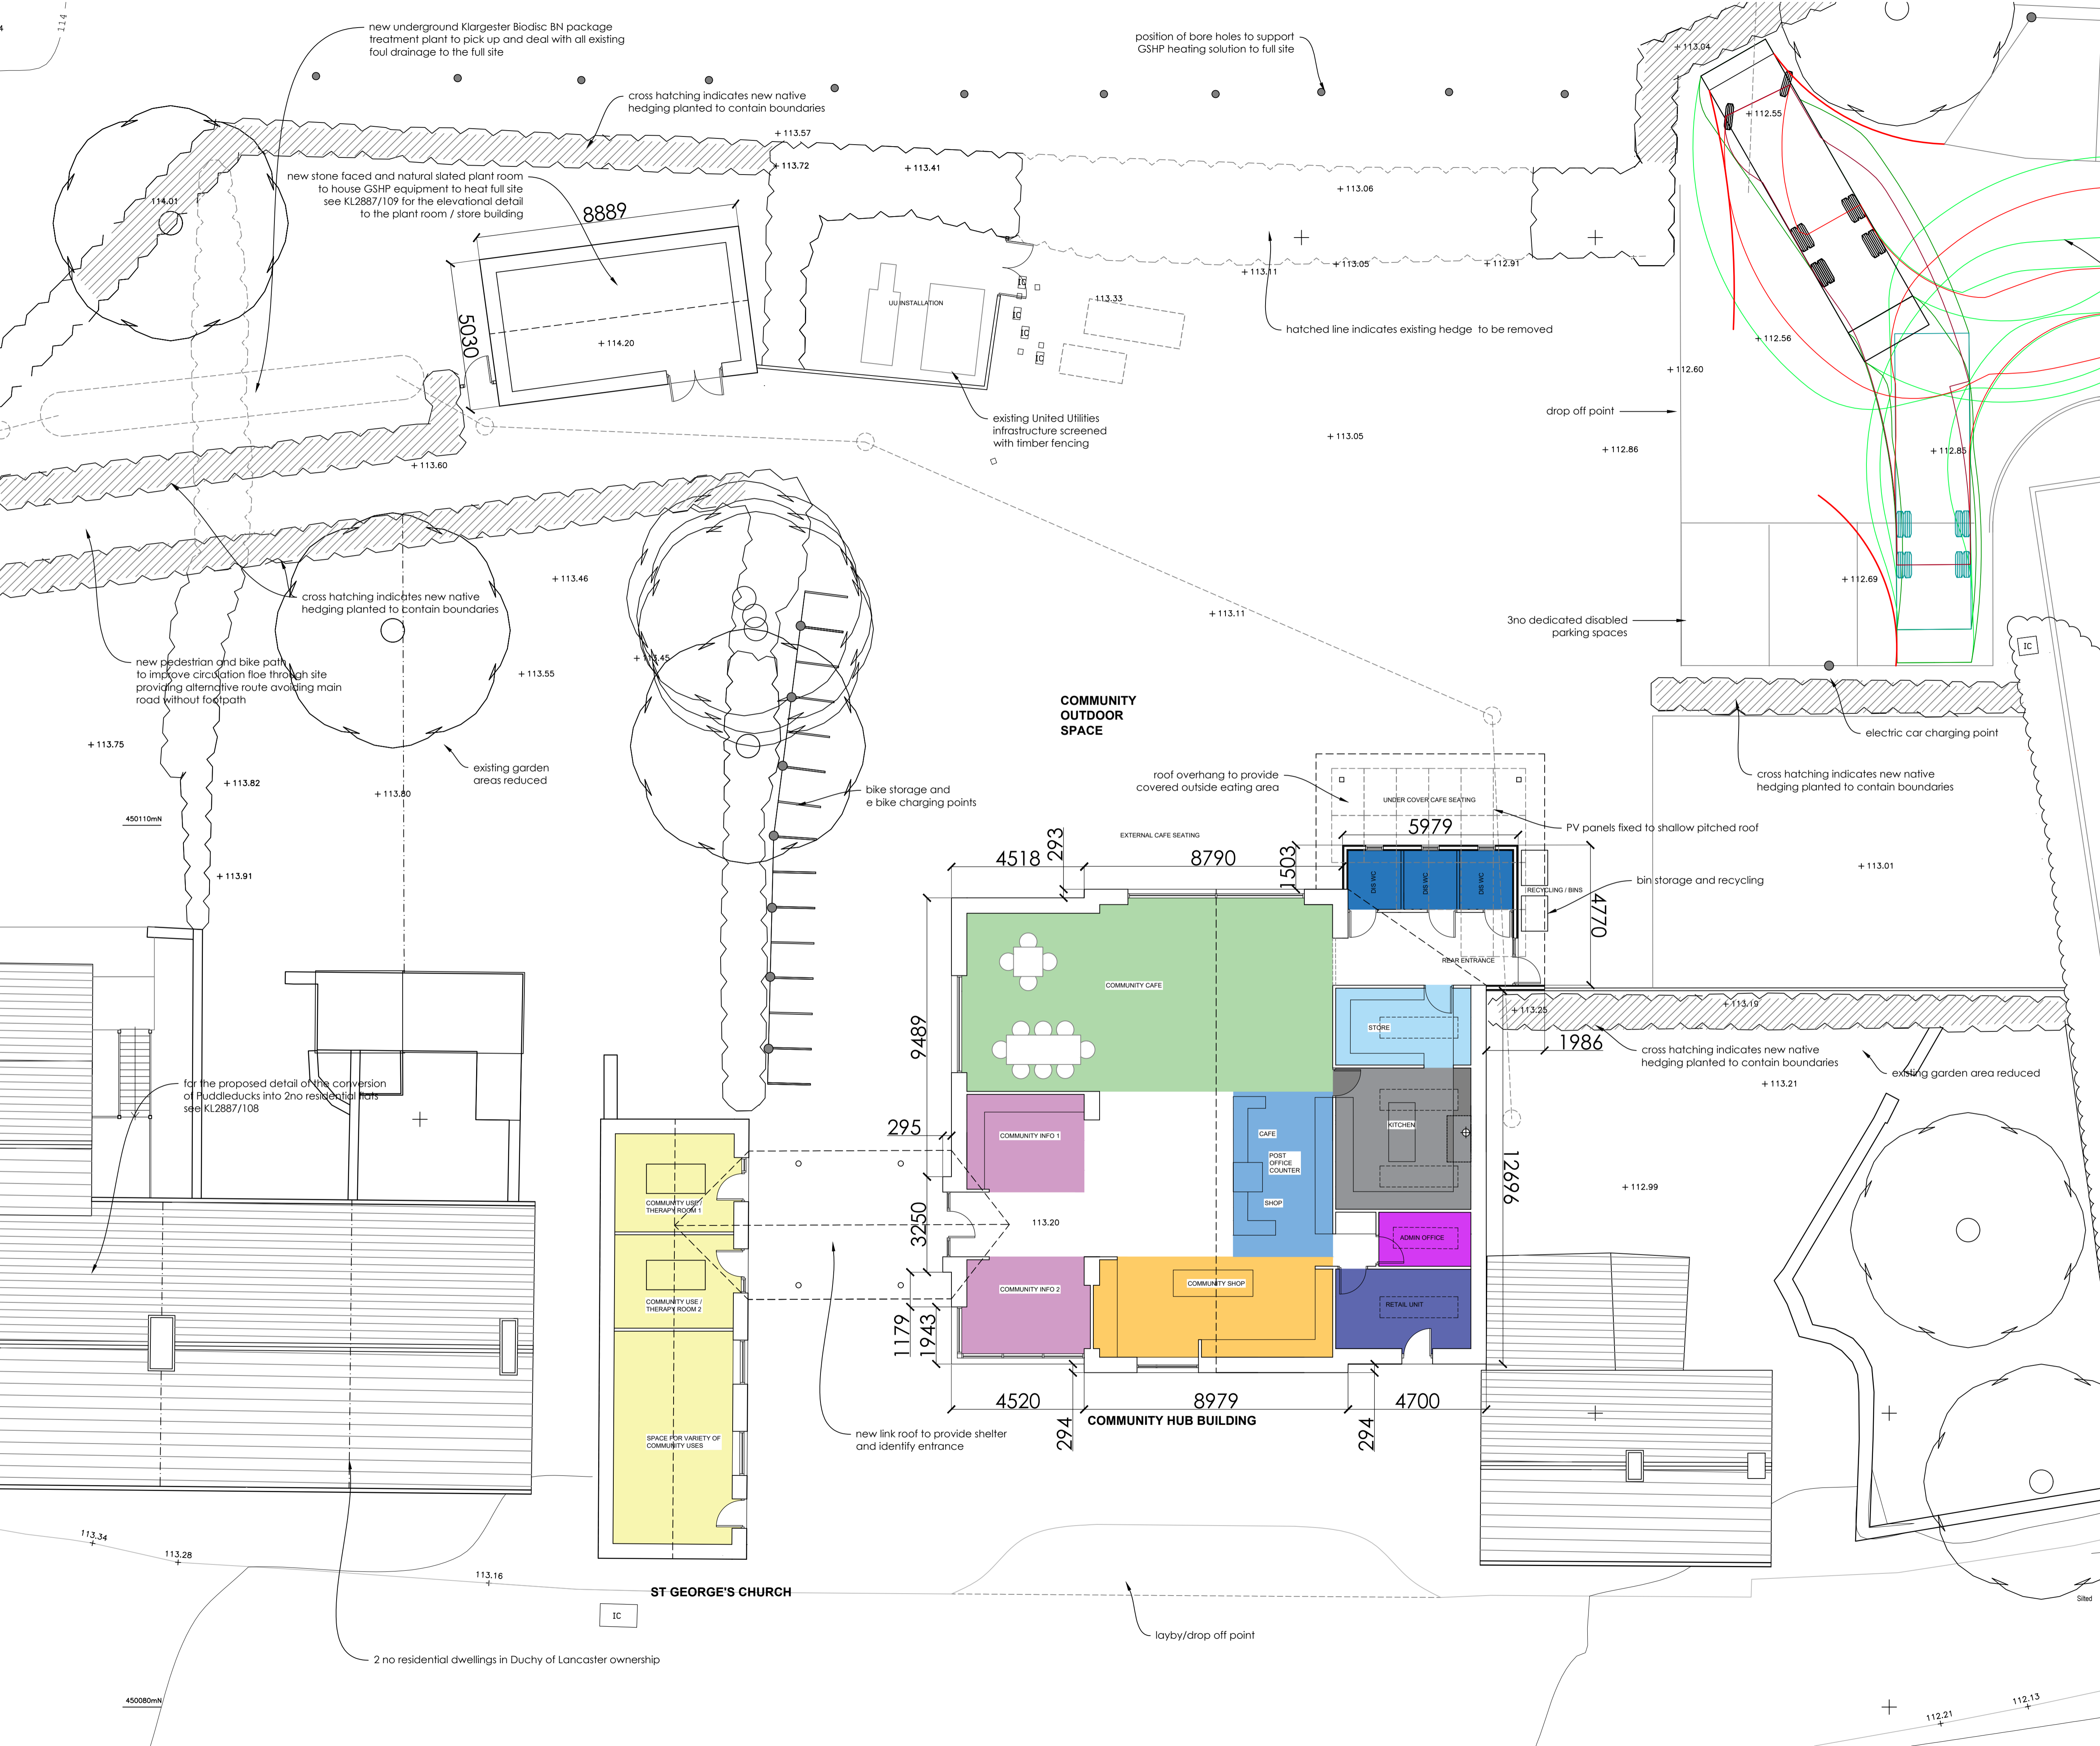 114
new underground Klargester Biodisc BN package
treatment plant to pick up and deal with all existing
foul drainage to the full site
position of bore holes to support
GSHP heating solution to full site
+ 113.04
cross hatching indicates new native
hedging planted to contain boundaries
+ 112.55
+ 113.57
+ 113.72
+ 113.41
+ 113.06
new stone faced and natural slated plant room
to house GSHP equipment to heat full site
see KL2887/109 for the elevational detail
to the plant room / store building
114.01
8889
5030
+ 114.20
UU INSTALLATION
IC
IC
IC
IC
113.33
+ 113.11
+ 113.05
+ 112.91
hatched line indicates existing hedge to be removed
+ 112.56
+ 112.60
drop off point
existing United Utilities
infrastructure screened
with timber fencing
+ 113.05
+ 112.86
+ 112.85
+ 113.60
+ 113.46
+ 112.69
cross hatching indicates new native
hedging planted to contain boundaries
+ 113.11
3no dedicated disabled
parking spaces
IC
new pedestrian and bike path
to improve circulation floe through site
providing alternative route avoiding main
road without footpath
+ 113.45
+ 113.55
COMMUNITY
OUTDOOR
SPACE
electric car charging point
+ 113.75
existing garden
areas reduced
+ 113.82
+ 113.80
bike storage and
e bike charging points
roof overhang to provide
covered outside eating area
cross hatching indicates new native
hedging planted to contain boundaries
UNDER COVER CAFE SEATING
450110mN
EXTERNAL CAFE SEATING
5979
PV panels fixed to shallow pitched roof
4518
293
8790
1503
+ 113.91
+ 113.01
DIS WC
DIS WC
DIS WC
bin storage and recycling
RECYCLING / BINS
4770
REAR ENTRANCE
COMMUNITY CAFE
9489
STORE
+ 113.25
+ 113.19
1986
cross hatching indicates new native
hedging planted to contain boundaries
existing garden area reduced
+ 113.21
for the proposed detail of the conversion
of Puddleducks into 2no residential flats
see KL2887/108
295
COMMUNITY INFO 1
CAFE
POST
OFFICE
COUNTER
SHOP
KITCHEN
12696
+ 112.99
COMMUNITY USE /
THERAPY ROOM 1
3250
113.20
ADMIN OFFICE
COMMUNITY INFO 2
COMMUNITY SHOP
RETAIL UNIT
COMMUNITY USE /
THERAPY ROOM 2
1179
1943
4520
8979
4700
294
294
COMMUNITY HUB BUILDING
SPACE FOR VARIETY OF
COMMUNITY USES
new link roof to provide shelter
and identify entrance
113.34
113.28
113.16
ST GEORGE'S CHURCH
IC
Silted
layby/drop off point
2 no residential dwellings in Duchy of Lancaster ownership
450080mN
112.21
112.13